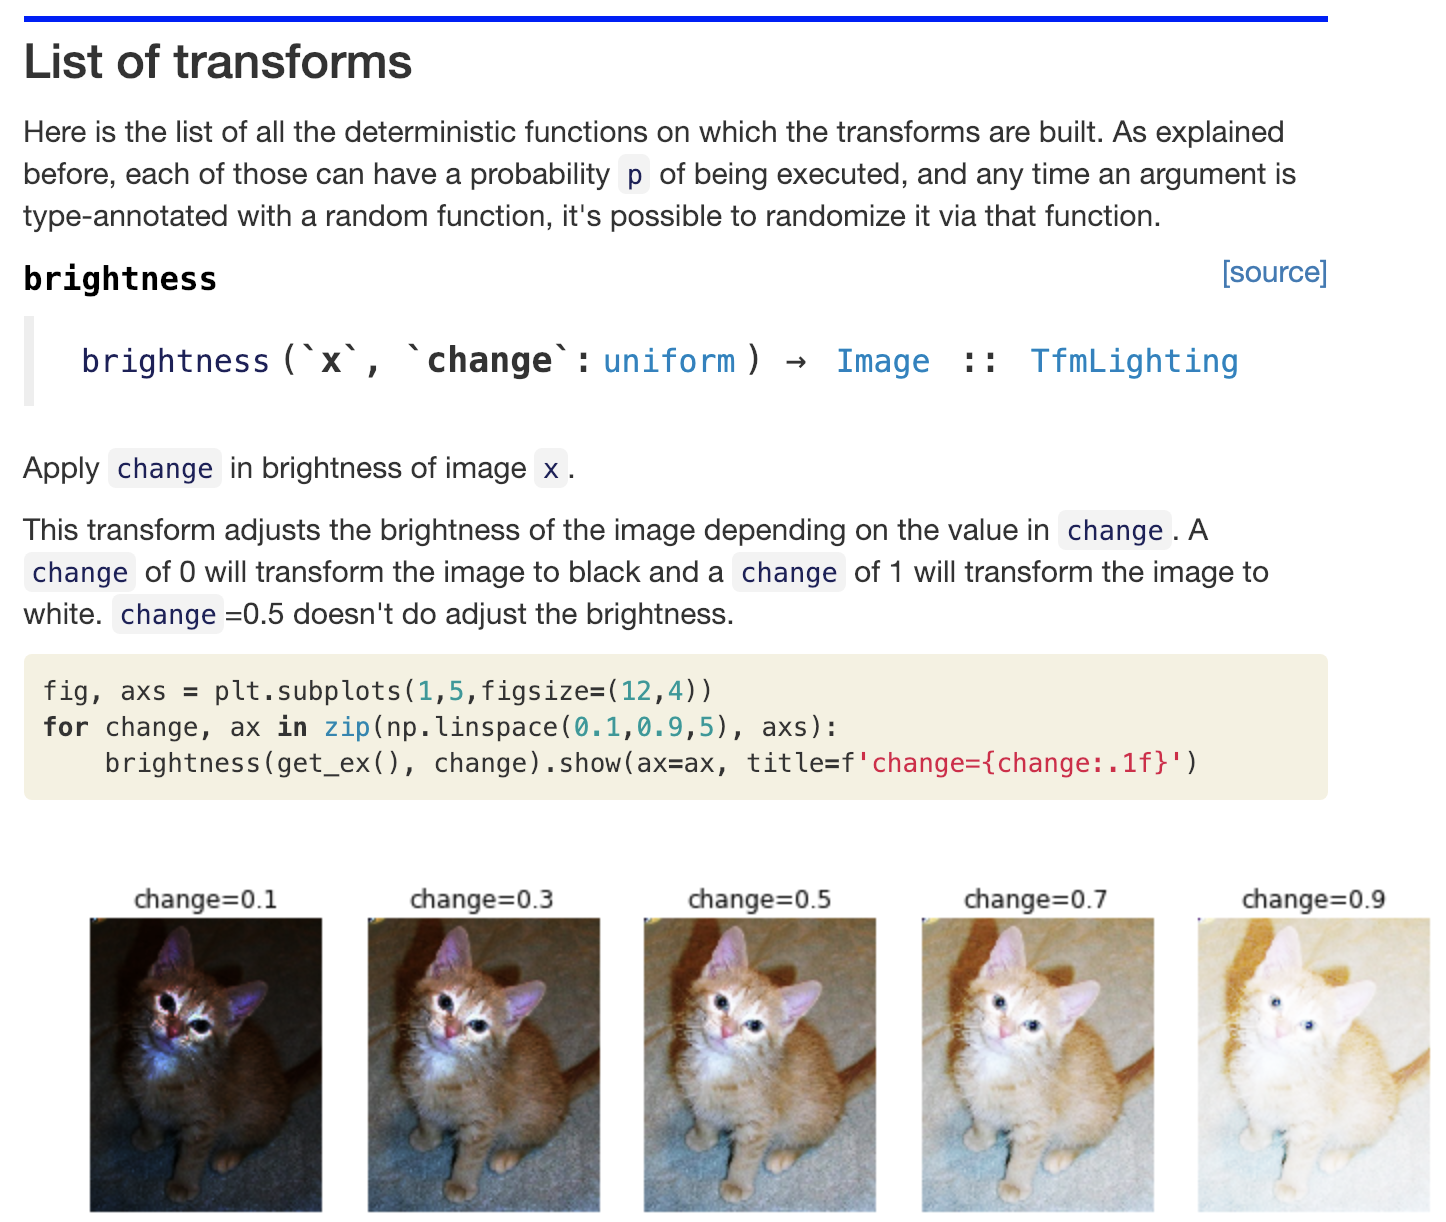 List of transforms
Here is the list of all the deterministic functions on which the transforms are built. As explained
before, each of those can have a probability p of being executed, and any time an argument is
type-annotated with a random function, it's possible to randomize it via that function.
brightness [source]
brightness (`x`, `change`: uniform ) → Image :: TfmLighting
Apply change in brightness of image x .
This transform adjusts the brightness of the image depending on the value in change . A
change of 0 will transform the image to black and a change of 1 will transform the image to
white. change =0.5 doesn't do adjust the brightness.
fig, axs = plt.subplots(1,5,figsize=(12,4))
for change, ax in zip(np.linspace(0.1,0.9,5), axs):
    brightness(get_ex(), change).show(ax=ax, title=f'change={change:.1f}')
change=0.1 change=0.3 change=0.5 change=0.7 change=0.9